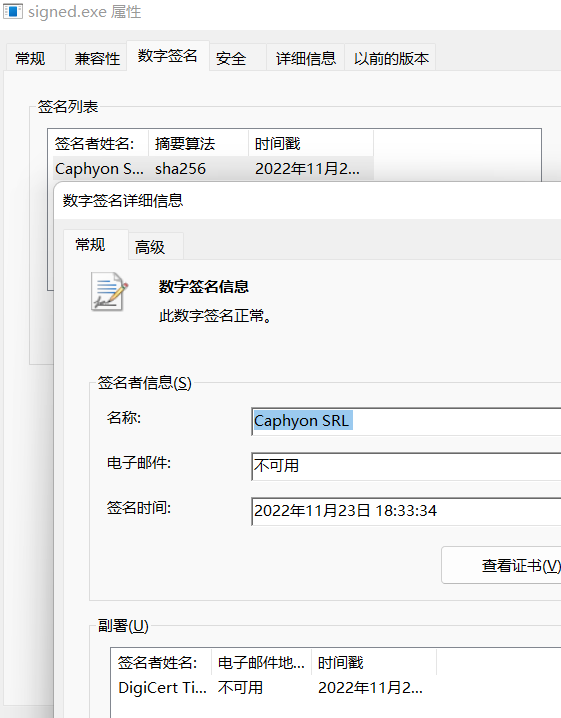 signed.exe 属性
常规 兼容性 数字签名 安全 详细信息 以前的版本
签名列表
签名者姓名: 摘要算法 时间戳
Caphyon S... sha256 2022年11月2...
数字签名详细信息
常规 高级
数字签名信息
此数字签名正常。
签名者信息(S)
名称: Caphyon SRL
电子邮件: 不可用
签名时间: 2022年11月23日 18:33:34
查看证书(V)
副署(U)
签名者姓名: 电子邮件地... 时间戳
DigiCert Ti... 不可用 2022年11月2...